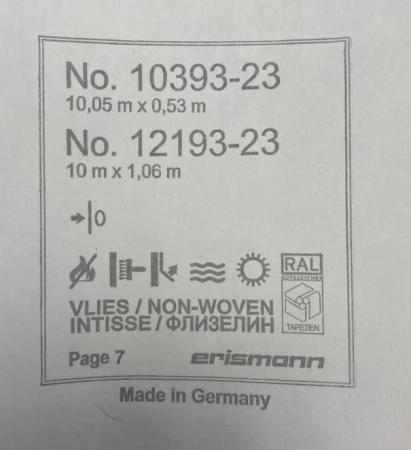 No. 10393-23
10,05 m x 0,53 m
No. 12193-23
10 m x 1,06 m
0
RAL
GÜTEZEICHEN
VLIES / NON-WOVEN
INTISSE / ФЛИЗЕЛИН
TAPETEN
Page 7
erismann
Made in Germany